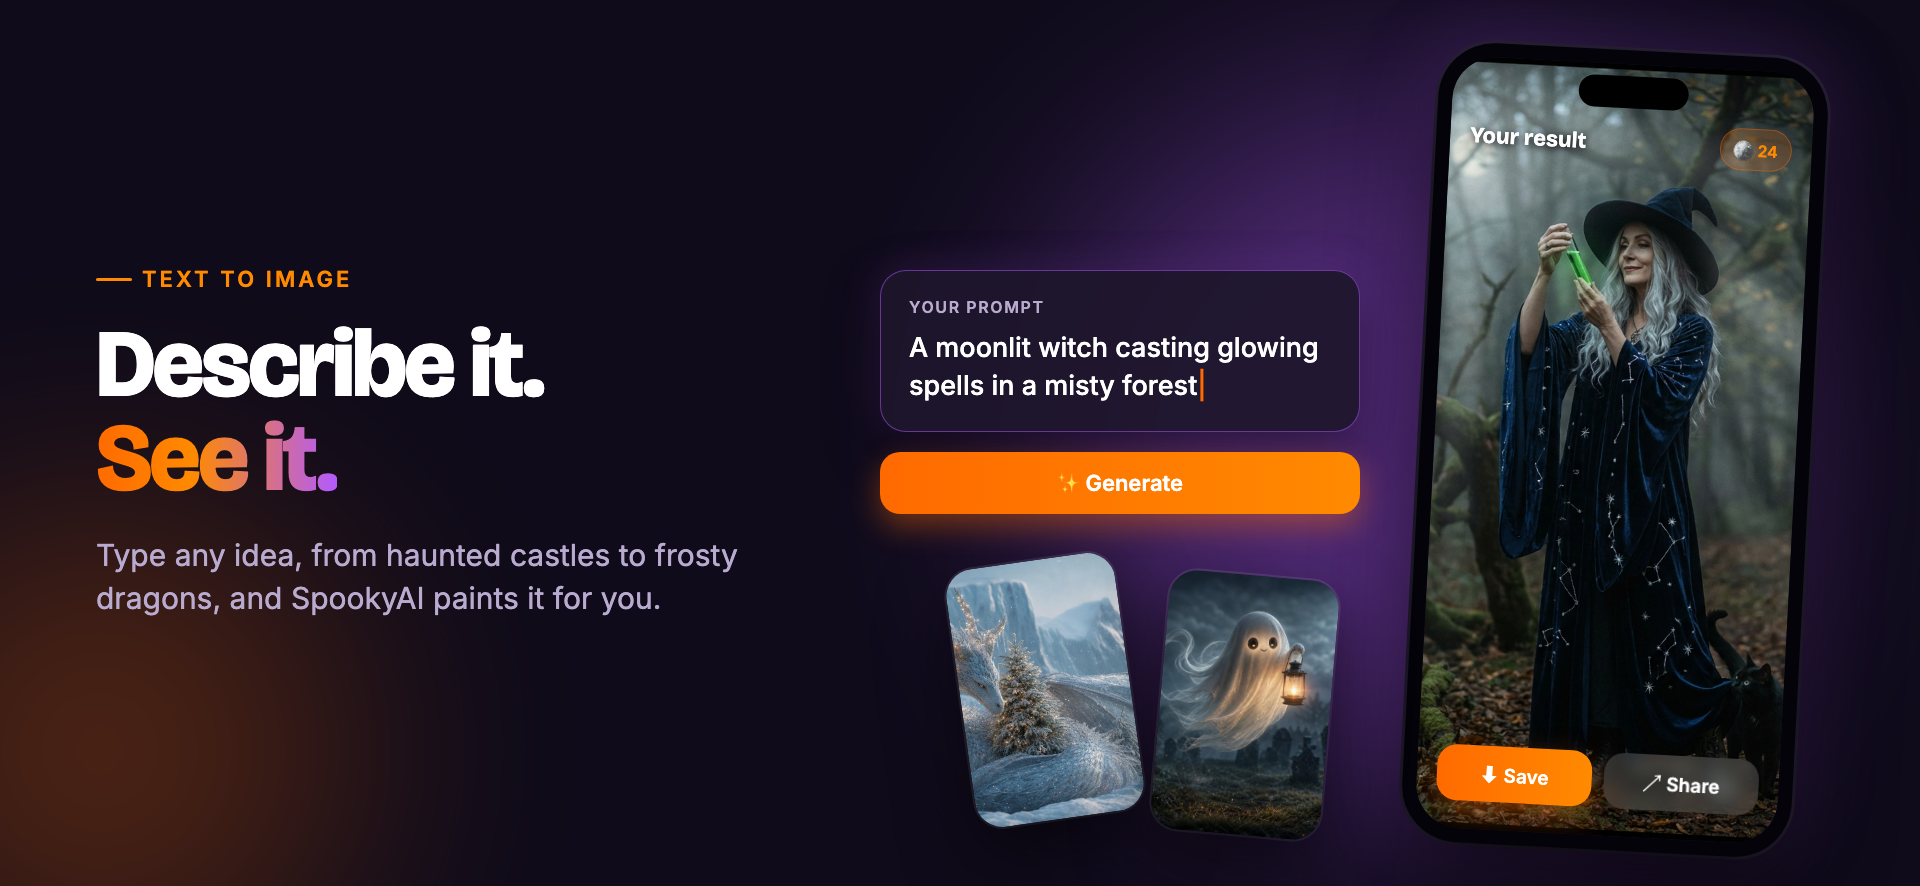 TEXT TO IMAGE
Describe it.
See it.
Type any idea, from haunted castles to frosty
dragons, and SpookyAI paints it for you.
YOUR PROMPT
A moonlit witch casting glowing
spells in a misty forest
✨ Generate
Your result
24
⬇ Save
↗ Share